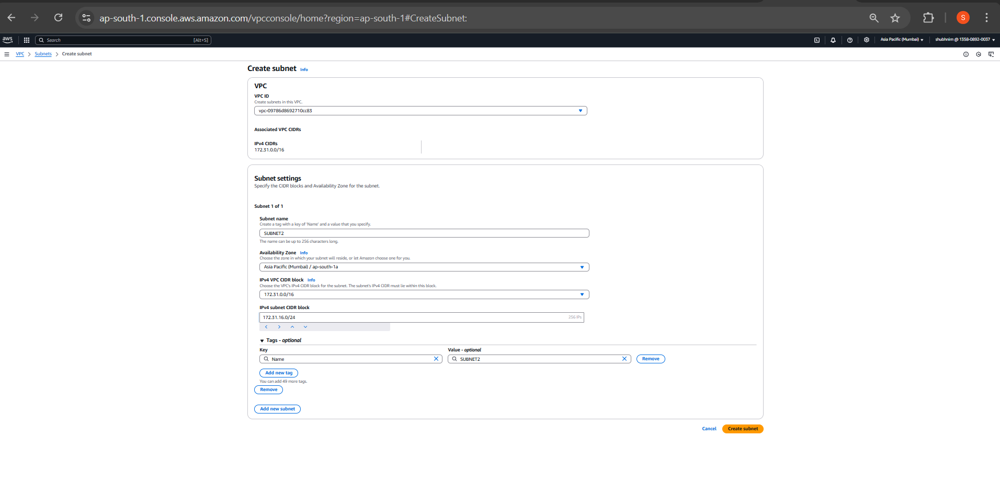 ap-south-1.console.aws.amazon.com/vpcconsole/home?region=ap-south-1#CreateSubnet:
S
aws
Search
[Alt+S]
Asia Pacific (Mumbai)
shubhnim @ 1358-0892-0037
VPC
Subnets
Create subnet
Create subnet Info
VPC
VPC ID
Create subnets in this VPC.
vpc-09786d8692710cc83
Associated VPC CIDRs
IPv4 CIDRs
172.31.0.0/16
Subnet settings
Specify the CIDR blocks and Availability Zone for the subnet.
Subnet 1 of 1
Subnet name
Create a tag with a key of 'Name' and a value that you specify.
SUBNET2
The name can be up to 256 characters long.
Availability Zone Info
Choose the zone in which your subnet will reside, or let Amazon choose one for you.
Asia Pacific (Mumbai) / ap-south-1a
IPv4 VPC CIDR block Info
Choose the VPC's IPv4 CIDR block for the subnet. The subnet's IPv4 CIDR must lie within this block.
172.31.0.0/16
IPv4 subnet CIDR block
172.31.16.0/24
256 IPs
Tags - optional
Key
Value - optional
Name
SUBNET2
Remove
Add new tag
You can add 49 more tags.
Remove
Add new subnet
Cancel
Create subnet